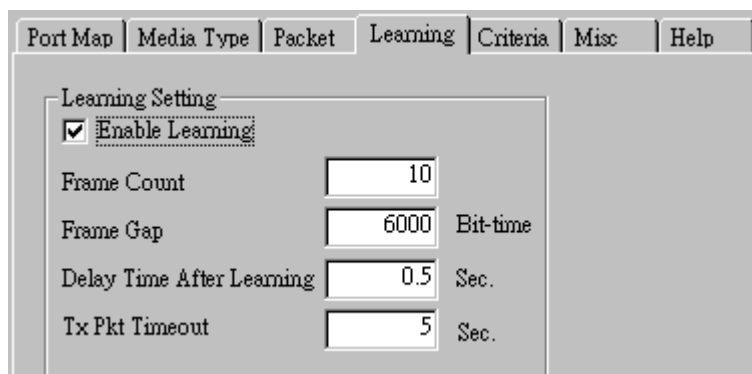 Port Map Media Type Packet Learning Criteria Misc Help
Learning Setting
Enable Learning
Frame Count 10
Frame Gap 6000 Bit-time
Delay Time After Learning 0.5 Sec.
Tx Pkt Timeout 5 Sec.